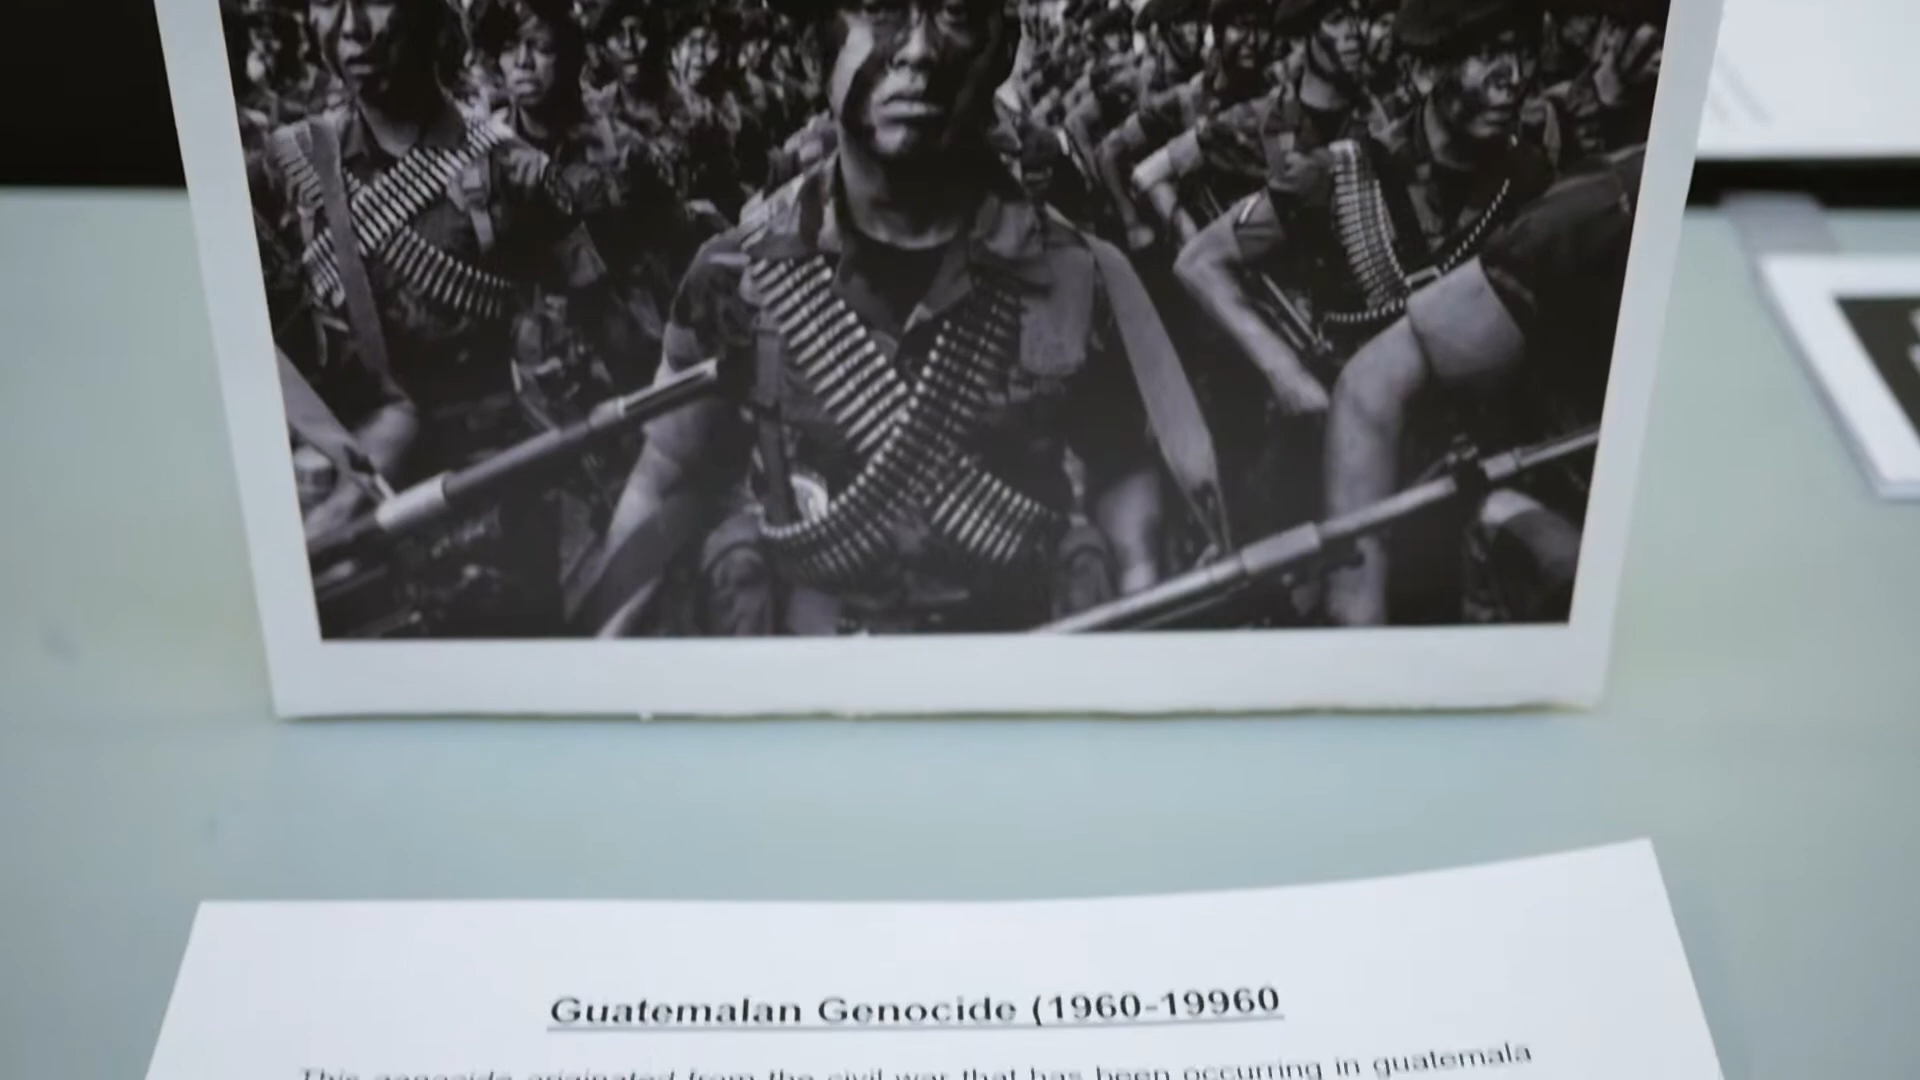 Guatemalan Genocide (1960-19960
This genocide originated from the civil war that has been occurring in guatemala